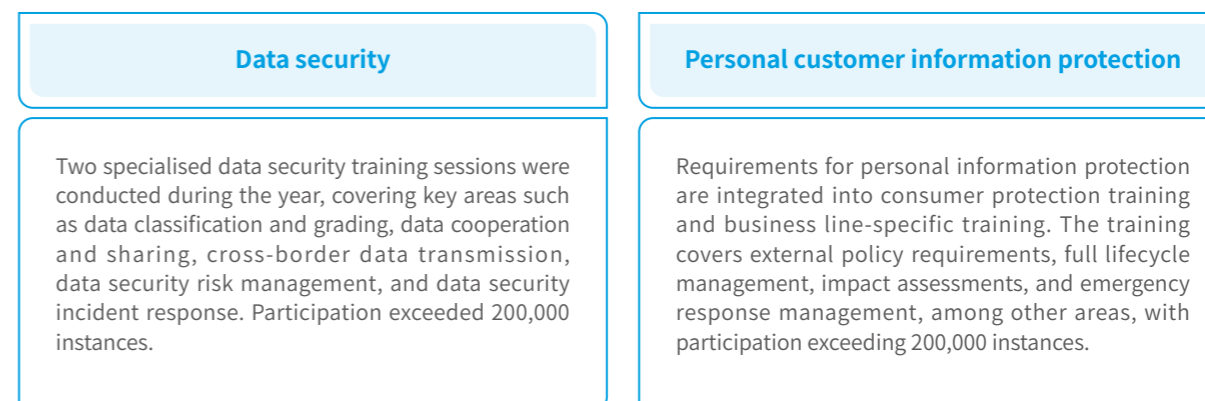 Data security
Two specialised data security training sessions were
conducted during the year, covering key areas such
as data classification and grading, data cooperation
and sharing, cross-border data transmission,
data security risk management, and data security
incident response. Participation exceeded 200,000
instances.
Personal customer information protection
Requirements for personal information protection
are integrated into consumer protection training
and business line-specific training. The training
covers external policy requirements, full lifecycle
management, impact assessments, and emergency
response management, among other areas, with
participation exceeding 200,000 instances.